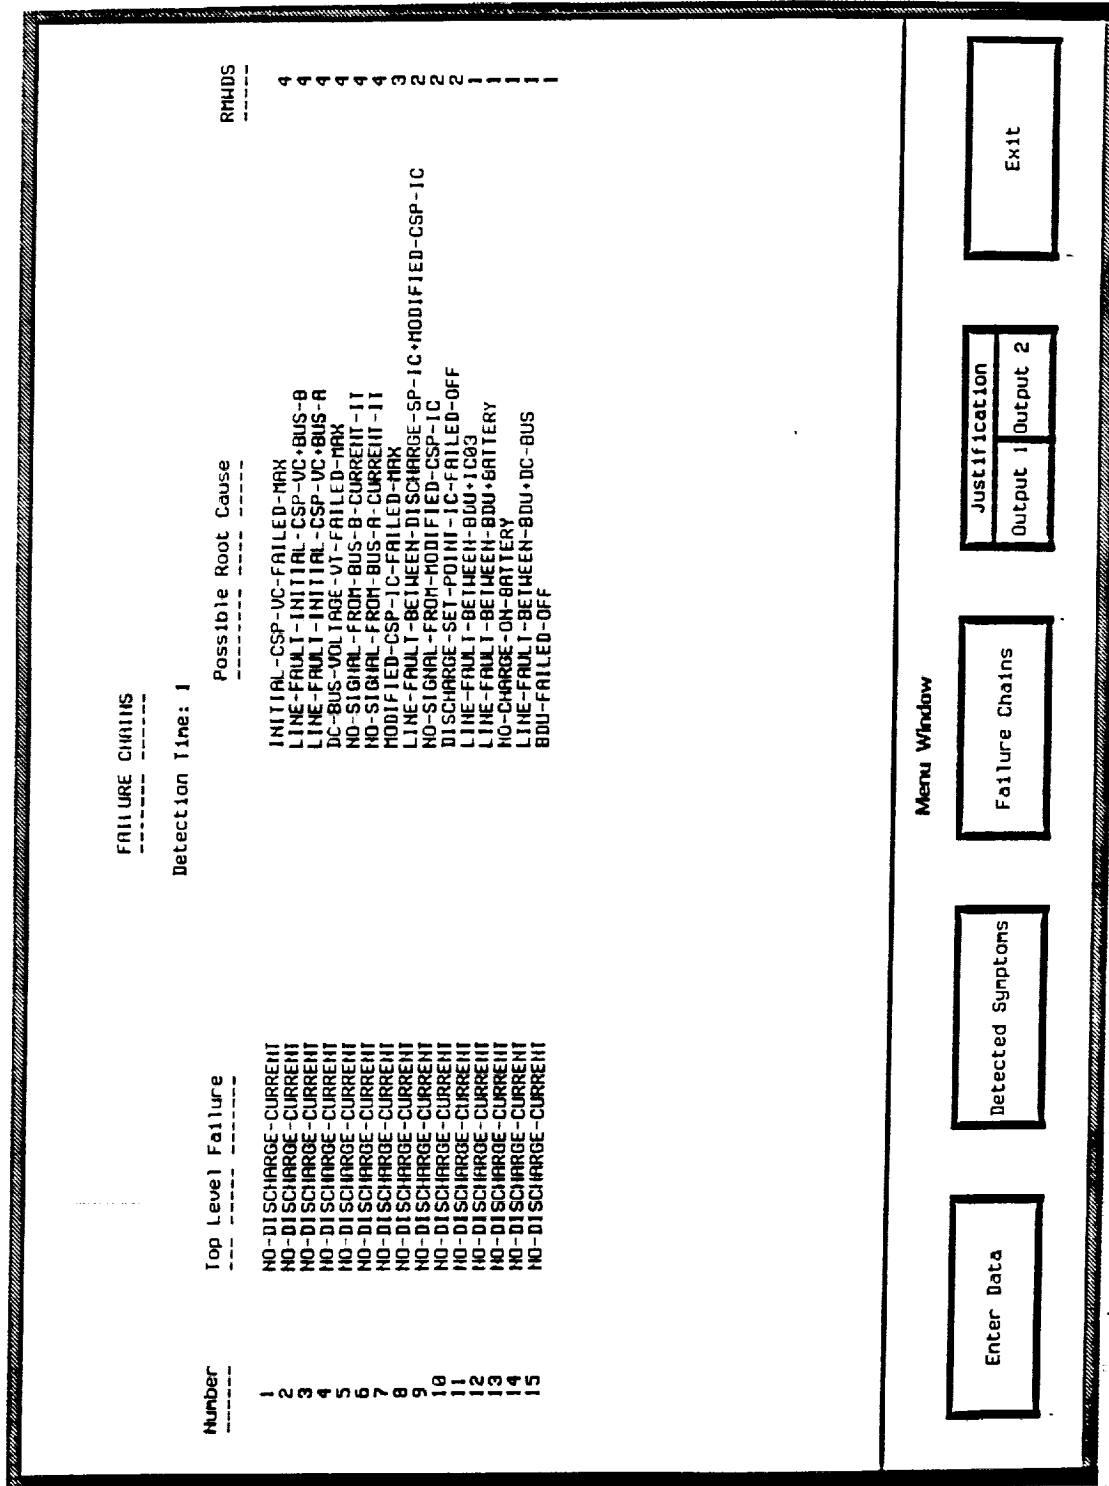 FAILURE CHAINS
------- ------
Detection Time: 1
Number Top Level Failure Possible Root Cause RMWDS
------ --- ----- ------- -------- ---- ----- -----
1 NO-DISCHARGE-CURRENT INITIAL-CSP-VC-FAILED-MAX 4
2 NO-DISCHARGE-CURRENT LINE-FAULT-INITIAL-CSP-VC+BUS-B 4
3 NO-DISCHARGE-CURRENT LINE-FAULT-INITIAL-CSP-VC+BUS-A 4
4 NO-DISCHARGE-CURRENT DC-BUS-VOLTAGE-VT-FAILED-MAX 4
5 NO-DISCHARGE-CURRENT NO-SIGNAL-FROM-BUS-B-CURRENT-IT 4
6 NO-DISCHARGE-CURRENT NO-SIGNAL-FROM-BUS-A-CURRENT-IT 4
7 NO-DISCHARGE-CURRENT MODIFIED-CSP-IC-FAILED-MAX 3
8 NO-DISCHARGE-CURRENT LINE-FAULT-BETWEEN-DISCHARGE-SP-IC+MODIFIED-CSP-IC 2
9 NO-DISCHARGE-CURRENT NO-SIGNAL-FROM-MODIFIED-CSP-IC 2
10 NO-DISCHARGE-CURRENT DISCHARGE-SET-POINT-IC-FAILED-OFF 2
11 NO-DISCHARGE-CURRENT LINE-FAULT-BETWEEN-BDU+IC03 1
12 NO-DISCHARGE-CURRENT LINE-FAULT-BETWEEN-BDU+BATTERY 1
13 NO-DISCHARGE-CURRENT NO-CHARGE-ON-BATTERY 1
14 NO-DISCHARGE-CURRENT LINE-FAULT-BETWEEN-BDU+DC-BUS 1
15 NO-DISCHARGE-CURRENT BDU-FAILED-OFF 1
Menu Window
Enter Data
Detected Symptoms
Failure Chains
Justification
Output 1 Output 2
Exit